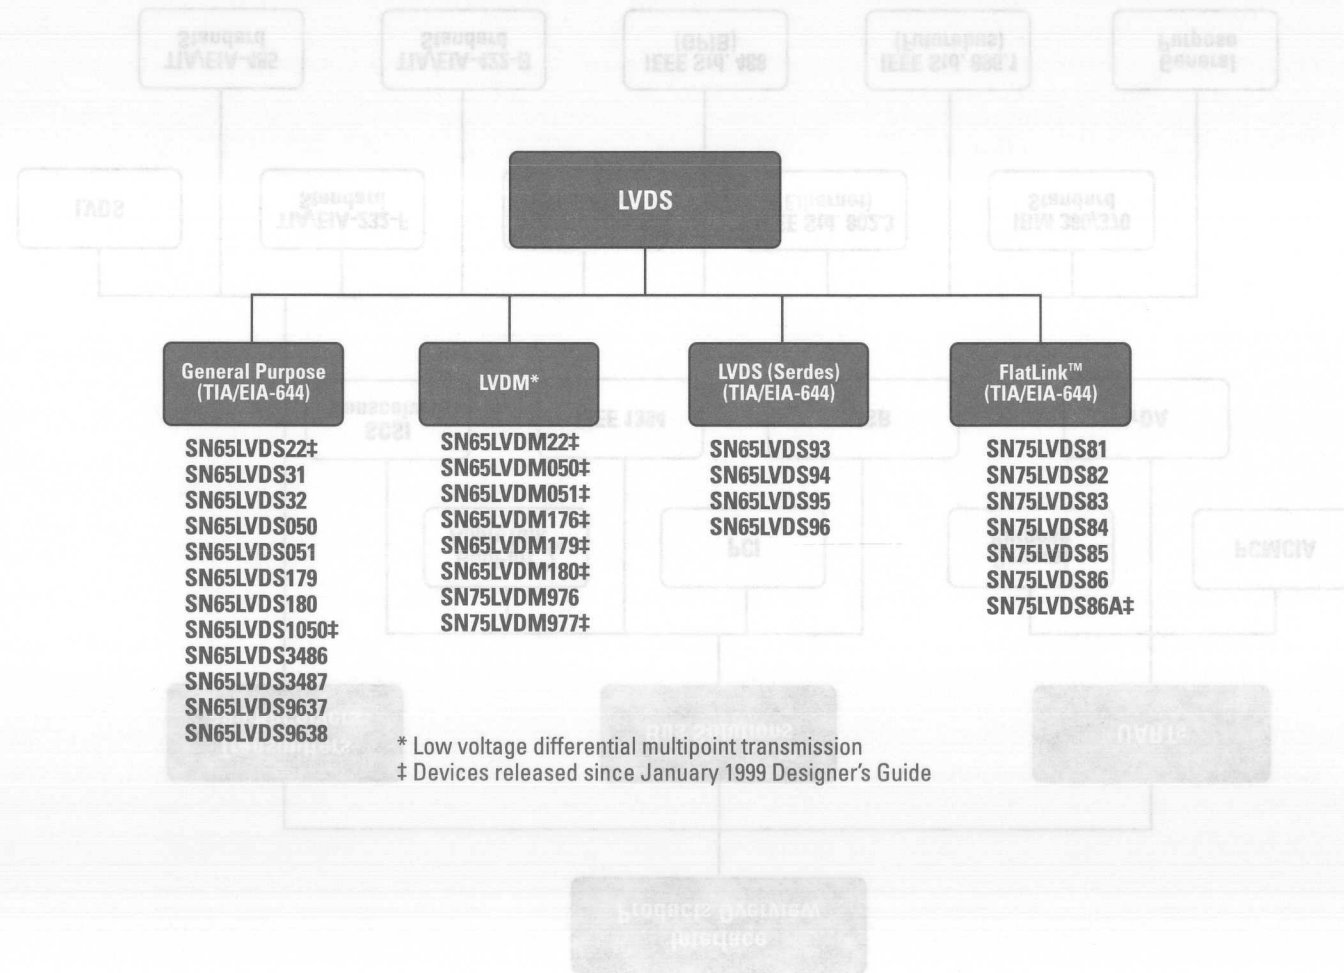 LVDS
General Purpose
(TIA/EIA-644)
SN65LVDS22‡
SN65LVDS31
SN65LVDS32
SN65LVDS050
SN65LVDS051
SN65LVDS179
SN65LVDS180
SN65LVDS1050‡
SN65LVDS3486
SN65LVDS3487
SN65LVDS9637
SN65LVDS9638
LVDM*
SN65LVDM22‡
SN65LVDM050‡
SN65LVDM051‡
SN65LVDM176‡
SN65LVDM179‡
SN65LVDM180‡
SN75LVDM976
SN75LVDM977‡
LVDS (Serdes)
(TIA/EIA-644)
SN65LVDS93
SN65LVDS94
SN65LVDS95
SN65LVDS96
FlatLink™
(TIA/EIA-644)
SN75LVDS81
SN75LVDS82
SN75LVDS83
SN75LVDS84
SN75LVDS85
SN75LVDS86
SN75LVDS86A‡
* Low voltage differential multipoint transmission
‡ Devices released since January 1999 Designer's Guide